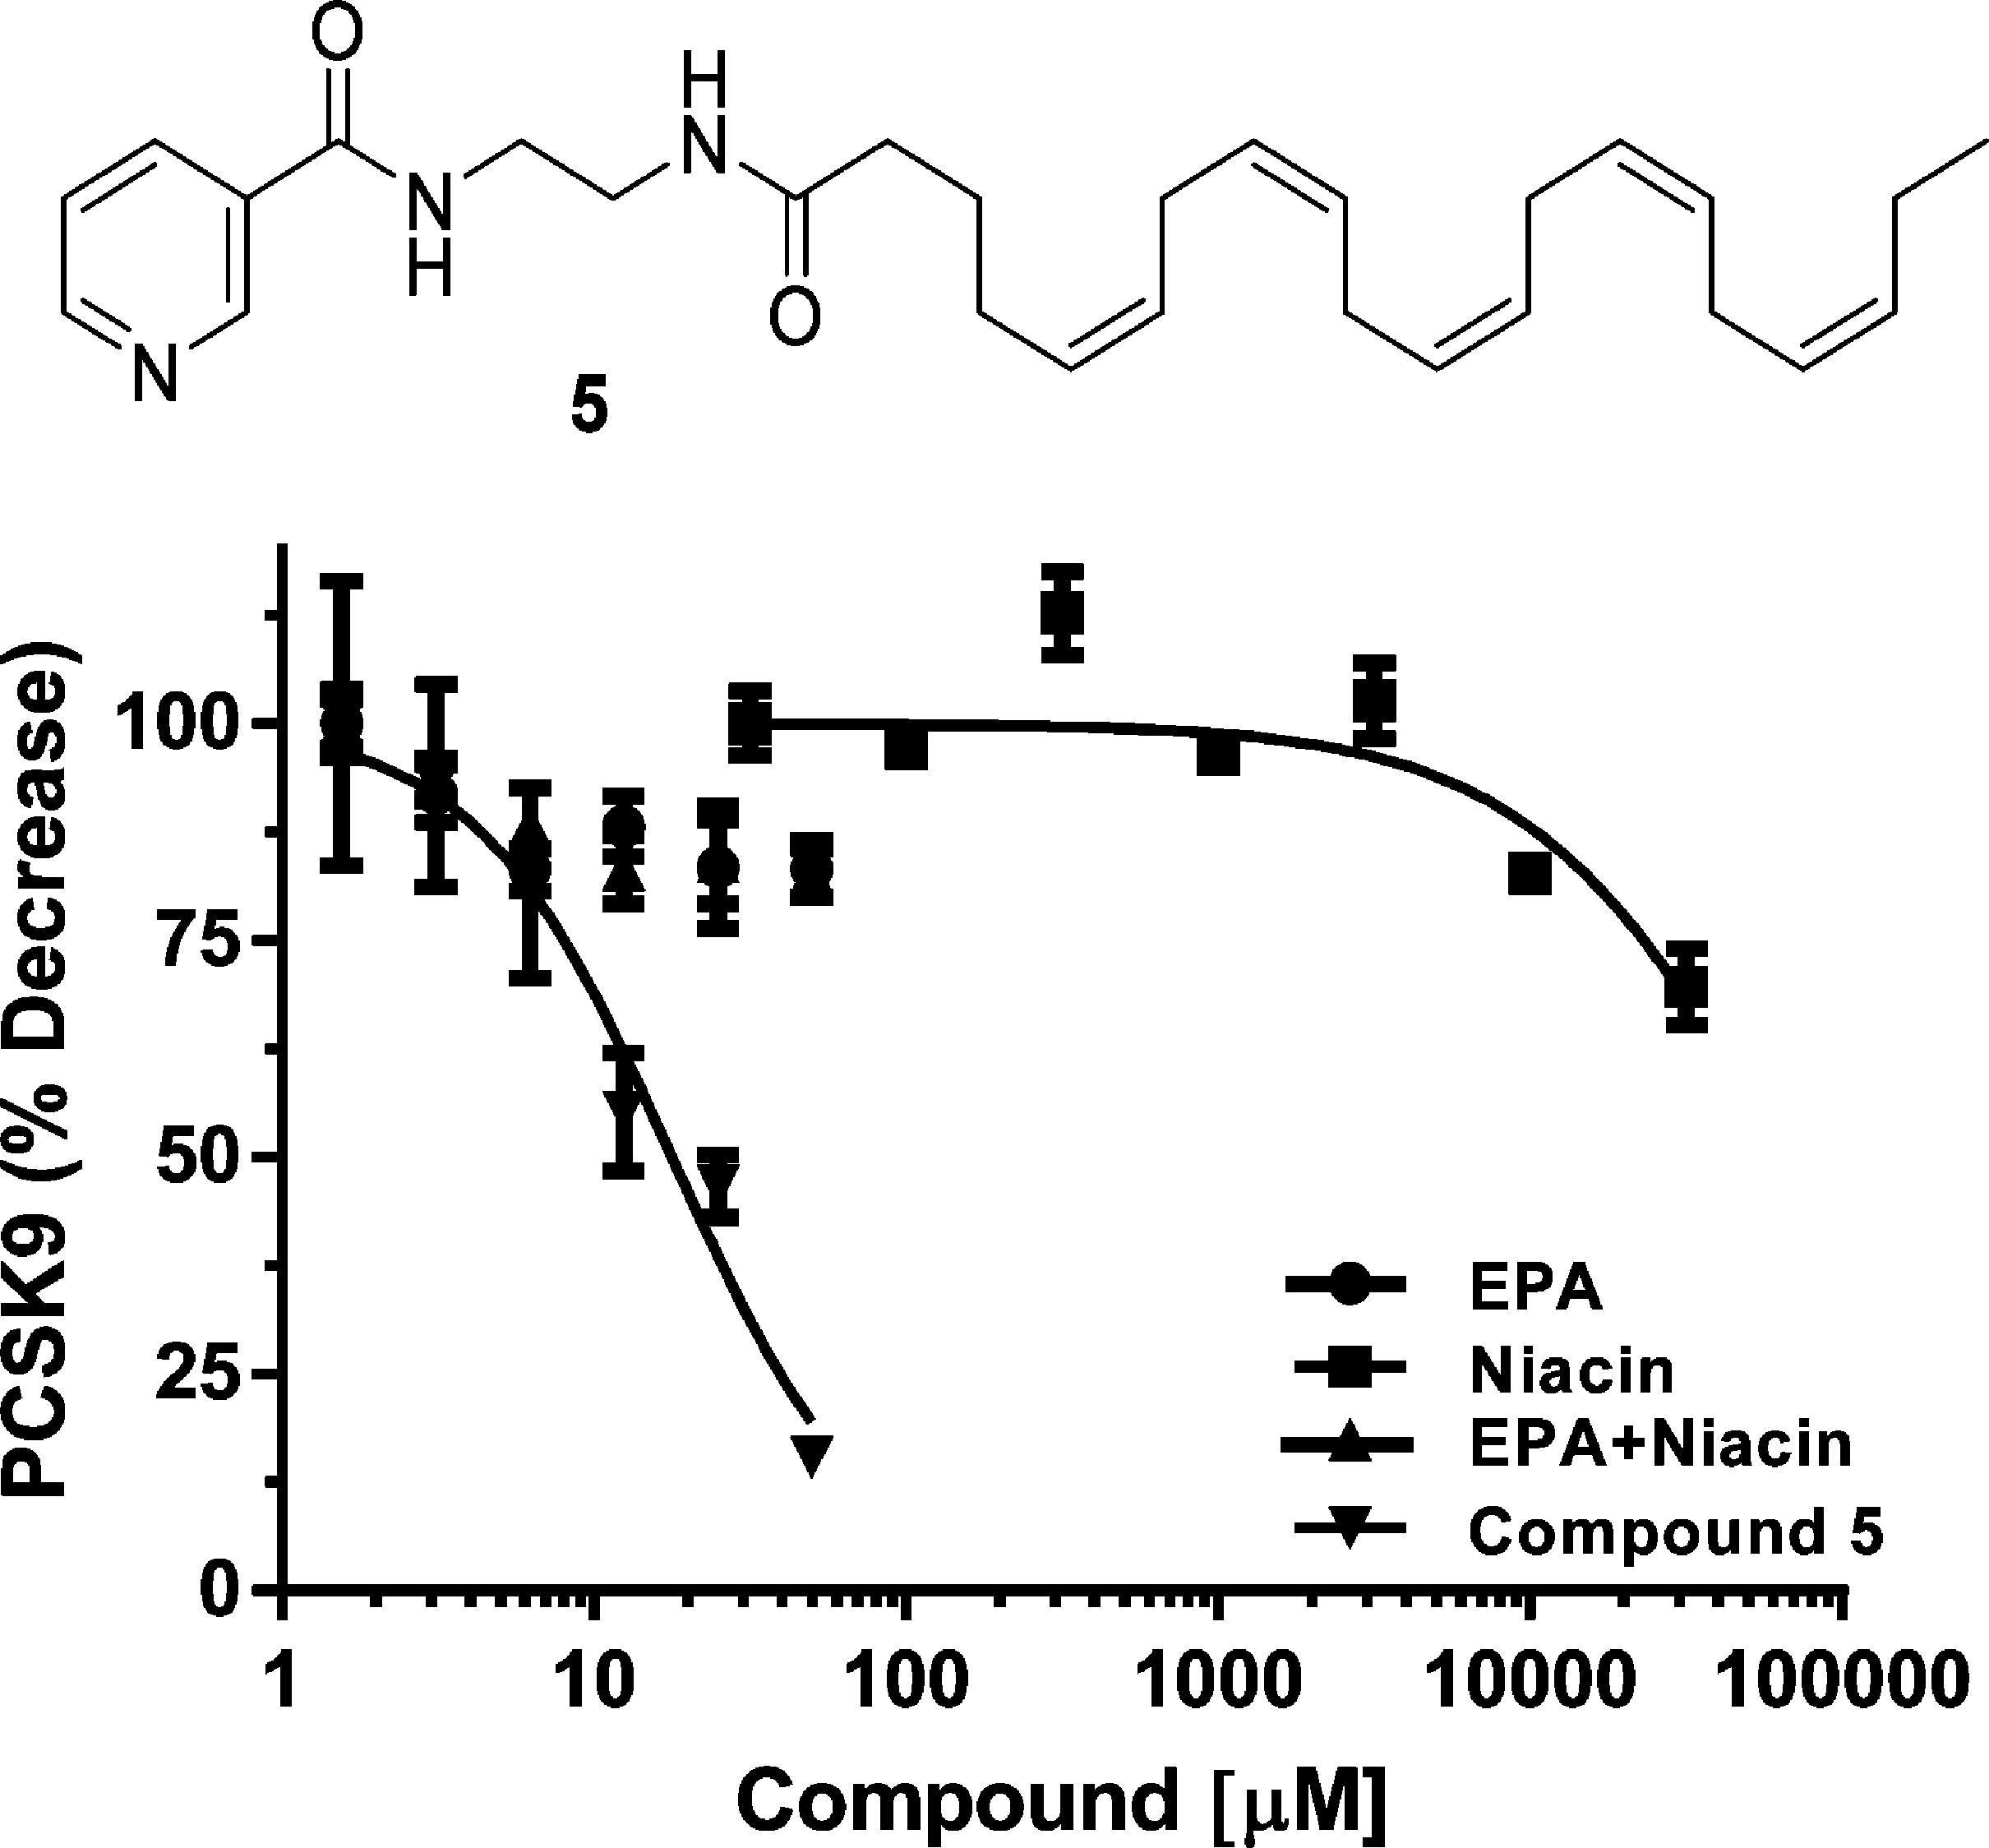 O
H
N
N
H
O
N
5
PCSK9 (% Decrease)
100
75
50
25
0
1 10 100 1000 10000 100000
Compound [μM]
EPA
Niacin
EPA+Niacin
Compound 5